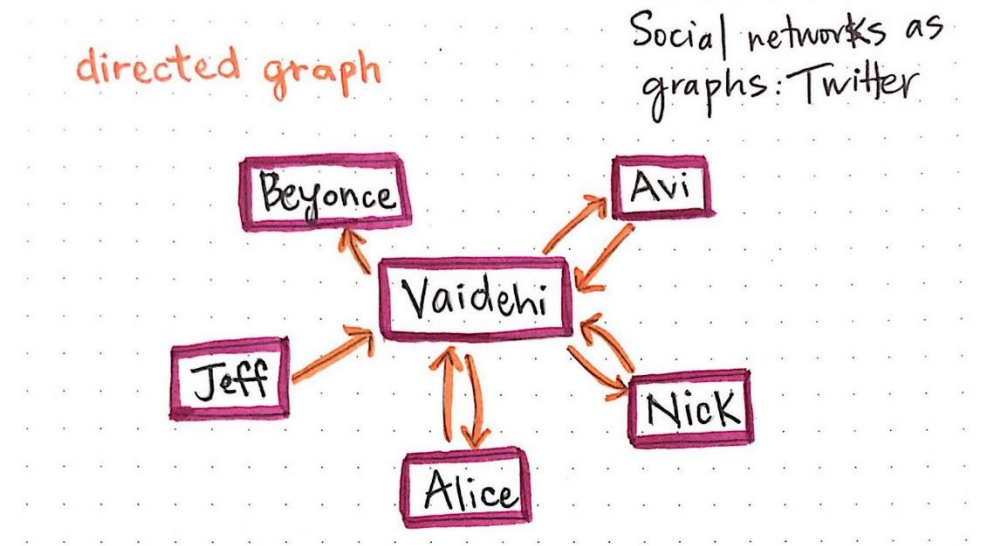 directed graph
Social networks as
graphs: Twitter
Beyonce
Avi
Vaidehi
Jeff
Nick
Alice